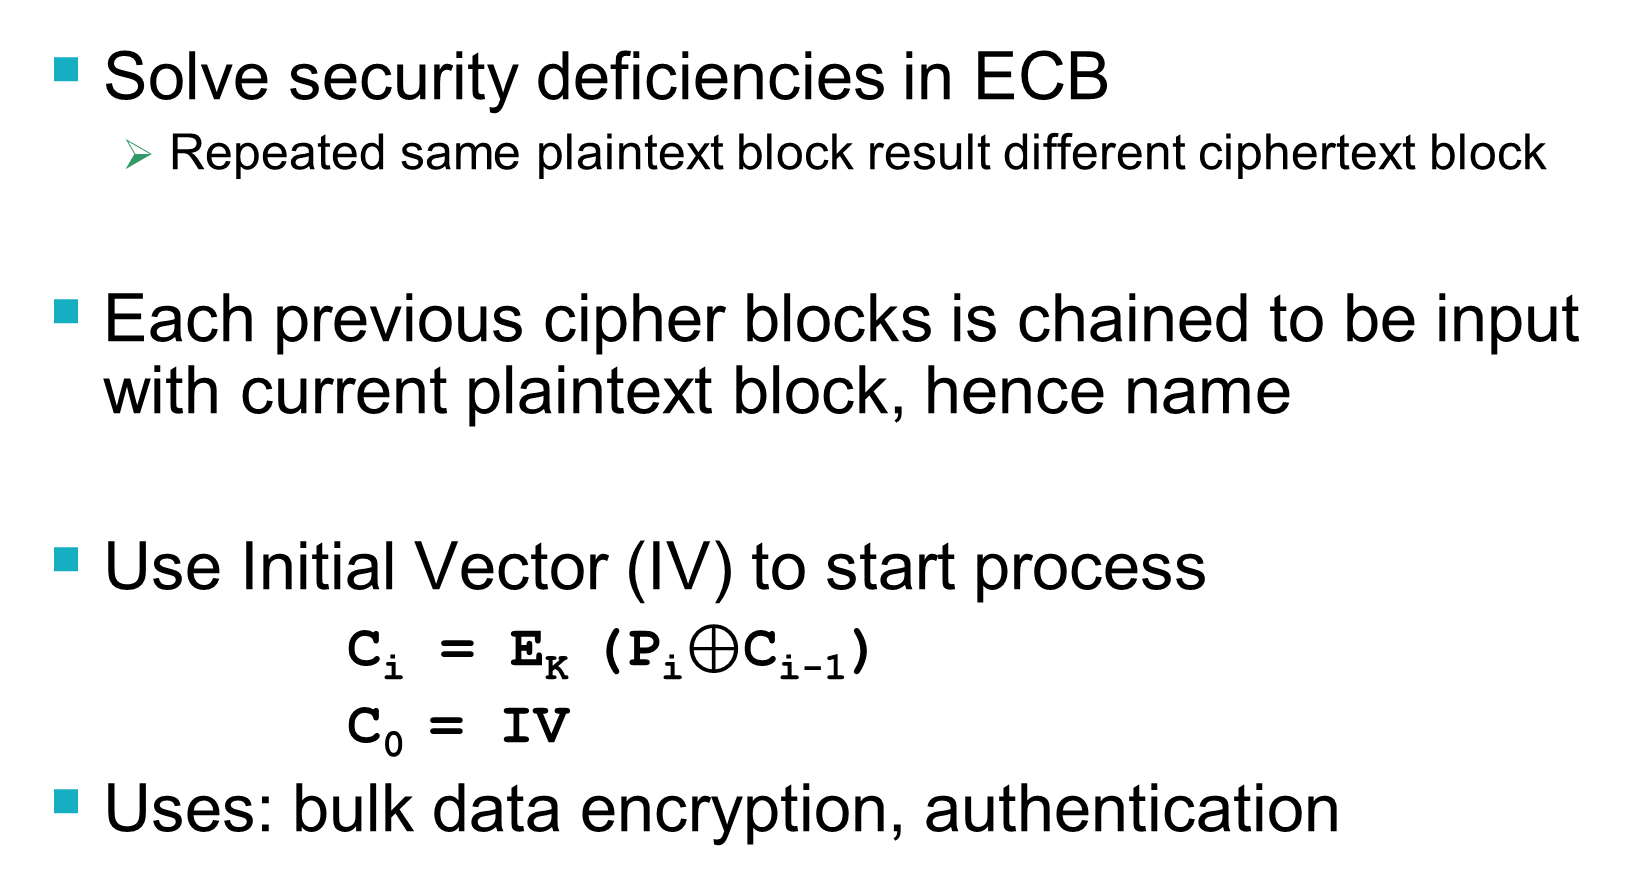 Solve security deficiencies in ECB
Repeated same plaintext block result different ciphertext block
Each previous cipher blocks is chained to be input
with current plaintext block, hence name
Use Initial Vector (IV) to start process
Cᵢ = E_K (Pᵢ⊕Cᵢ₋₁)
C₀ = IV
Uses: bulk data encryption, authentication